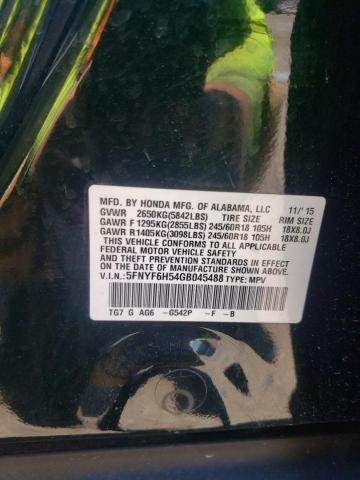 MFD. BY HONDA MFG. OF ALABAMA, LLC 11/'15
GVWR 2650KG(5842LBS) TIRE SIZE RIM SIZE
GAWR F 1295KG(2855LBS) 245/60R18 105H 18X8.0J
GAWR R 1405KG(3098LBS) 245/60R18 105H 18X8.0J
THIS VEHICLE CONFORMS TO ALL APPLICABLE
FEDERAL MOTOR VEHICLE SAFETY AND
THEFT PREVENTION STANDARDS IN EFFECT
ON THE DATE OF MANUFACTURE SHOWN ABOVE.
V.I.N.:5FNYF6H54GB045488 TYPE: MPV
TG7 G AG6 -G542P -F -B